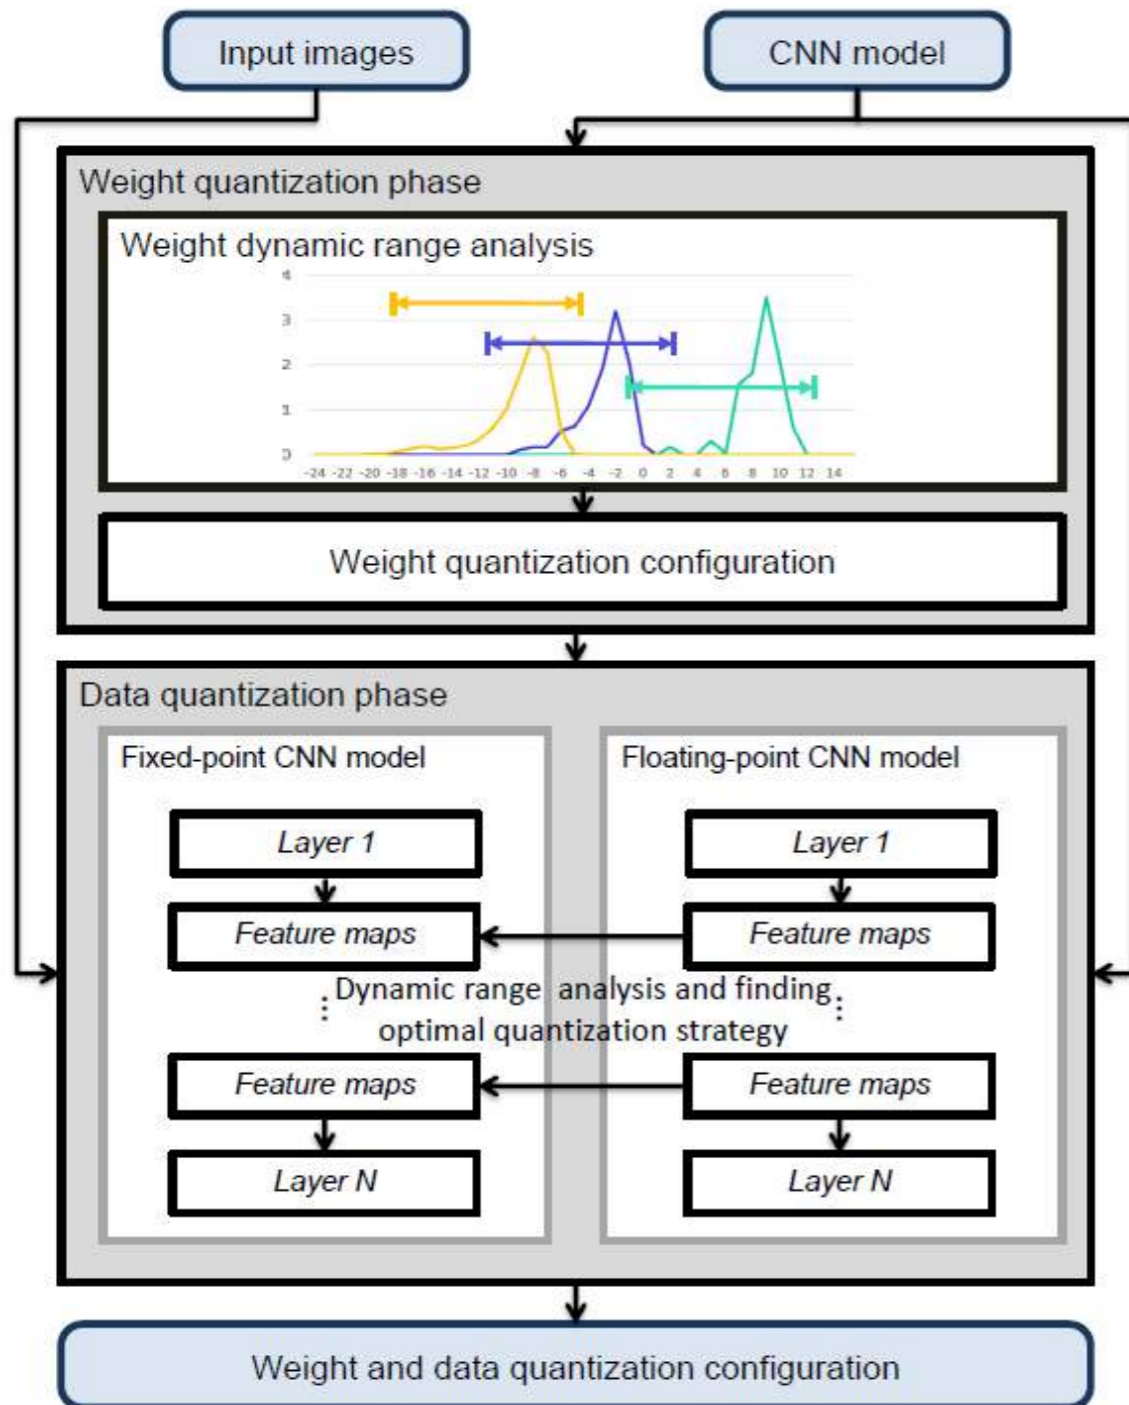 Input images
CNN model
Weight quantization phase
Weight dynamic range analysis
4
3
2
1
0
-24 -22 -20 -18 -16 -14 -12 -10 -8 -6 -4 -2 0 2 4 6 8 10 12 14
Weight quantization configuration
Data quantization phase
Fixed-point CNN model
Floating-point CNN model
Layer 1
Layer 1
Feature maps
Feature maps
Dynamic range analysis and finding
optimal quantization strategy
Feature maps
Feature maps
Layer N
Layer N
Weight and data quantization configuration